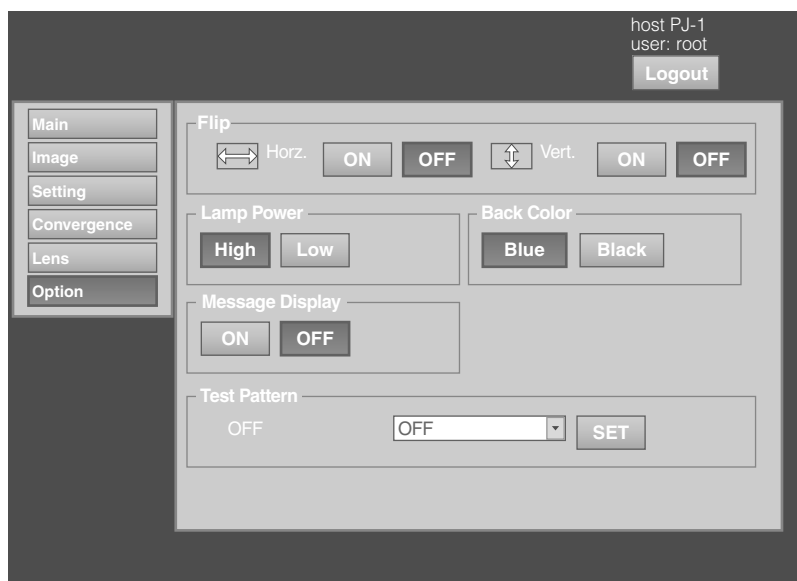 host PJ-1
user: root
Logout
Main
Image
Setting
Convergence
Lens
Option
Flip
Horz. ON OFF Vert. ON OFF
Lamp Power
High Low
Back Color
Blue Black
Message Display
ON OFF
Test Pattern
OFF OFF SET